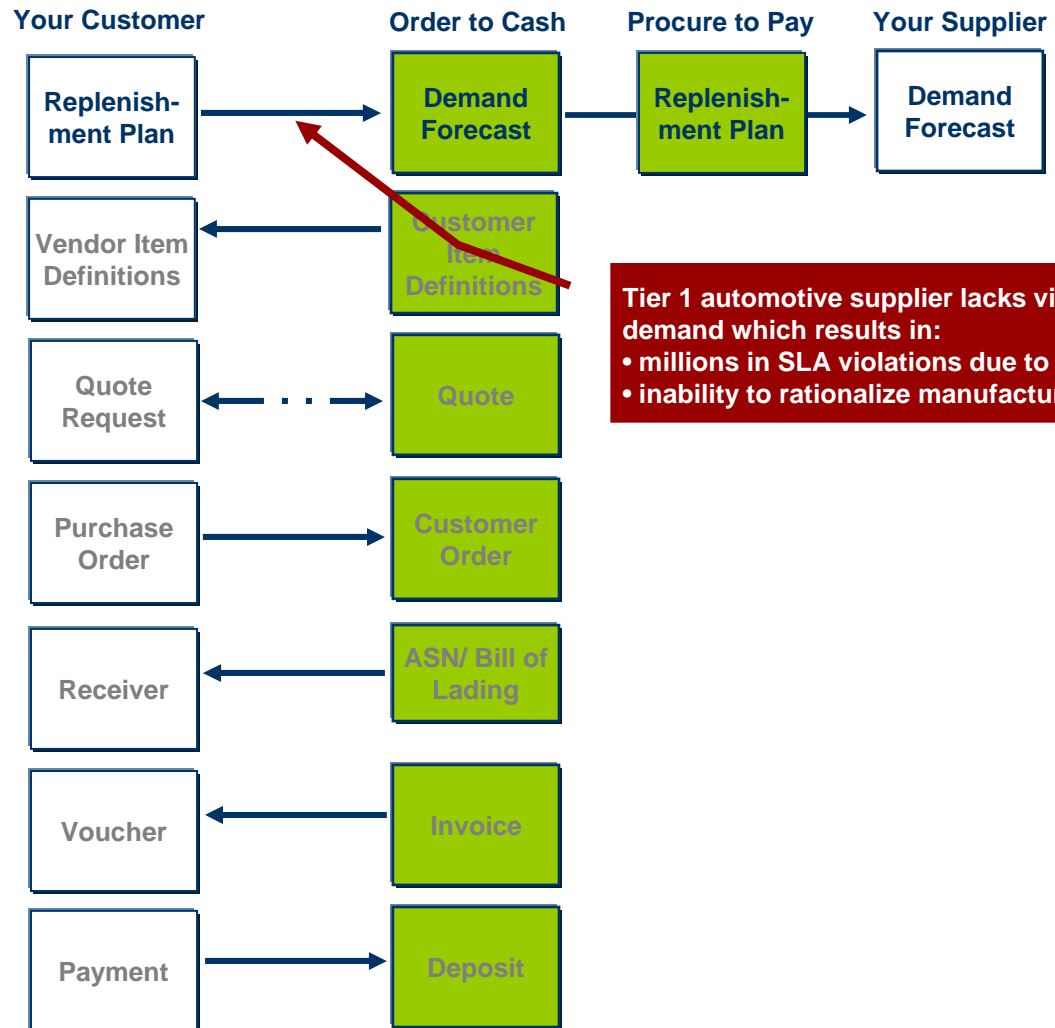 Your Customer
Order to Cash
Procure to Pay
Your Supplier
Replenish-
ment Plan
Demand
Forecast
Replenish-
ment Plan
Demand
Forecast
Vendor Item
Definitions
Customer
Item
Definitions
Tier 1 automotive supplier lacks
demand which results in:
• millions in SLA violations due to
• inability to rationalize
Quote
Request
Quote
Purchase
Order
Customer
Order
Receiver
ASN/ Bill of
Lading
Voucher
Invoice
Payment
Deposit